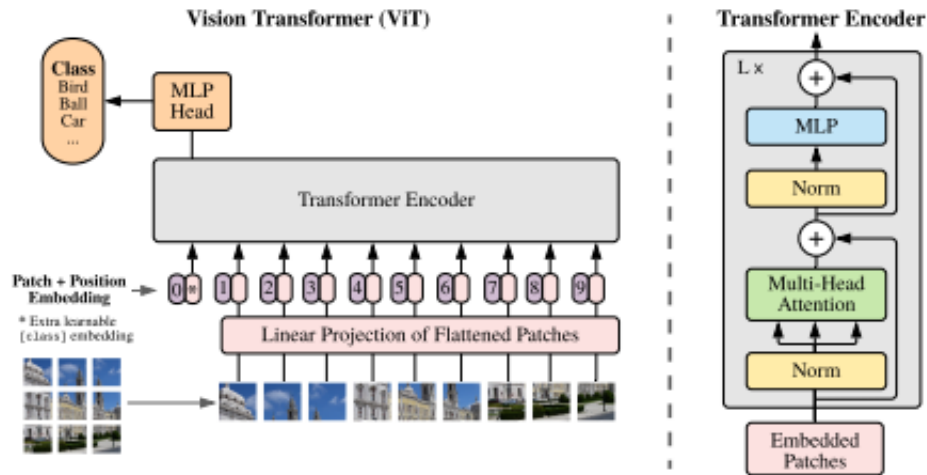 Vision Transformer (ViT)
Class
Bird
Ball
Car
...
MLP
Head
Transformer Encoder
Patch + Position
Embedding
0 * 1 2 3 4 5 6 7 8 9
* Extra learnable
[class] embedding
Linear Projection of Flattened Patches
Transformer Encoder
L ×
+
MLP
Norm
+
Multi-Head
Attention
Norm
Embedded
Patches